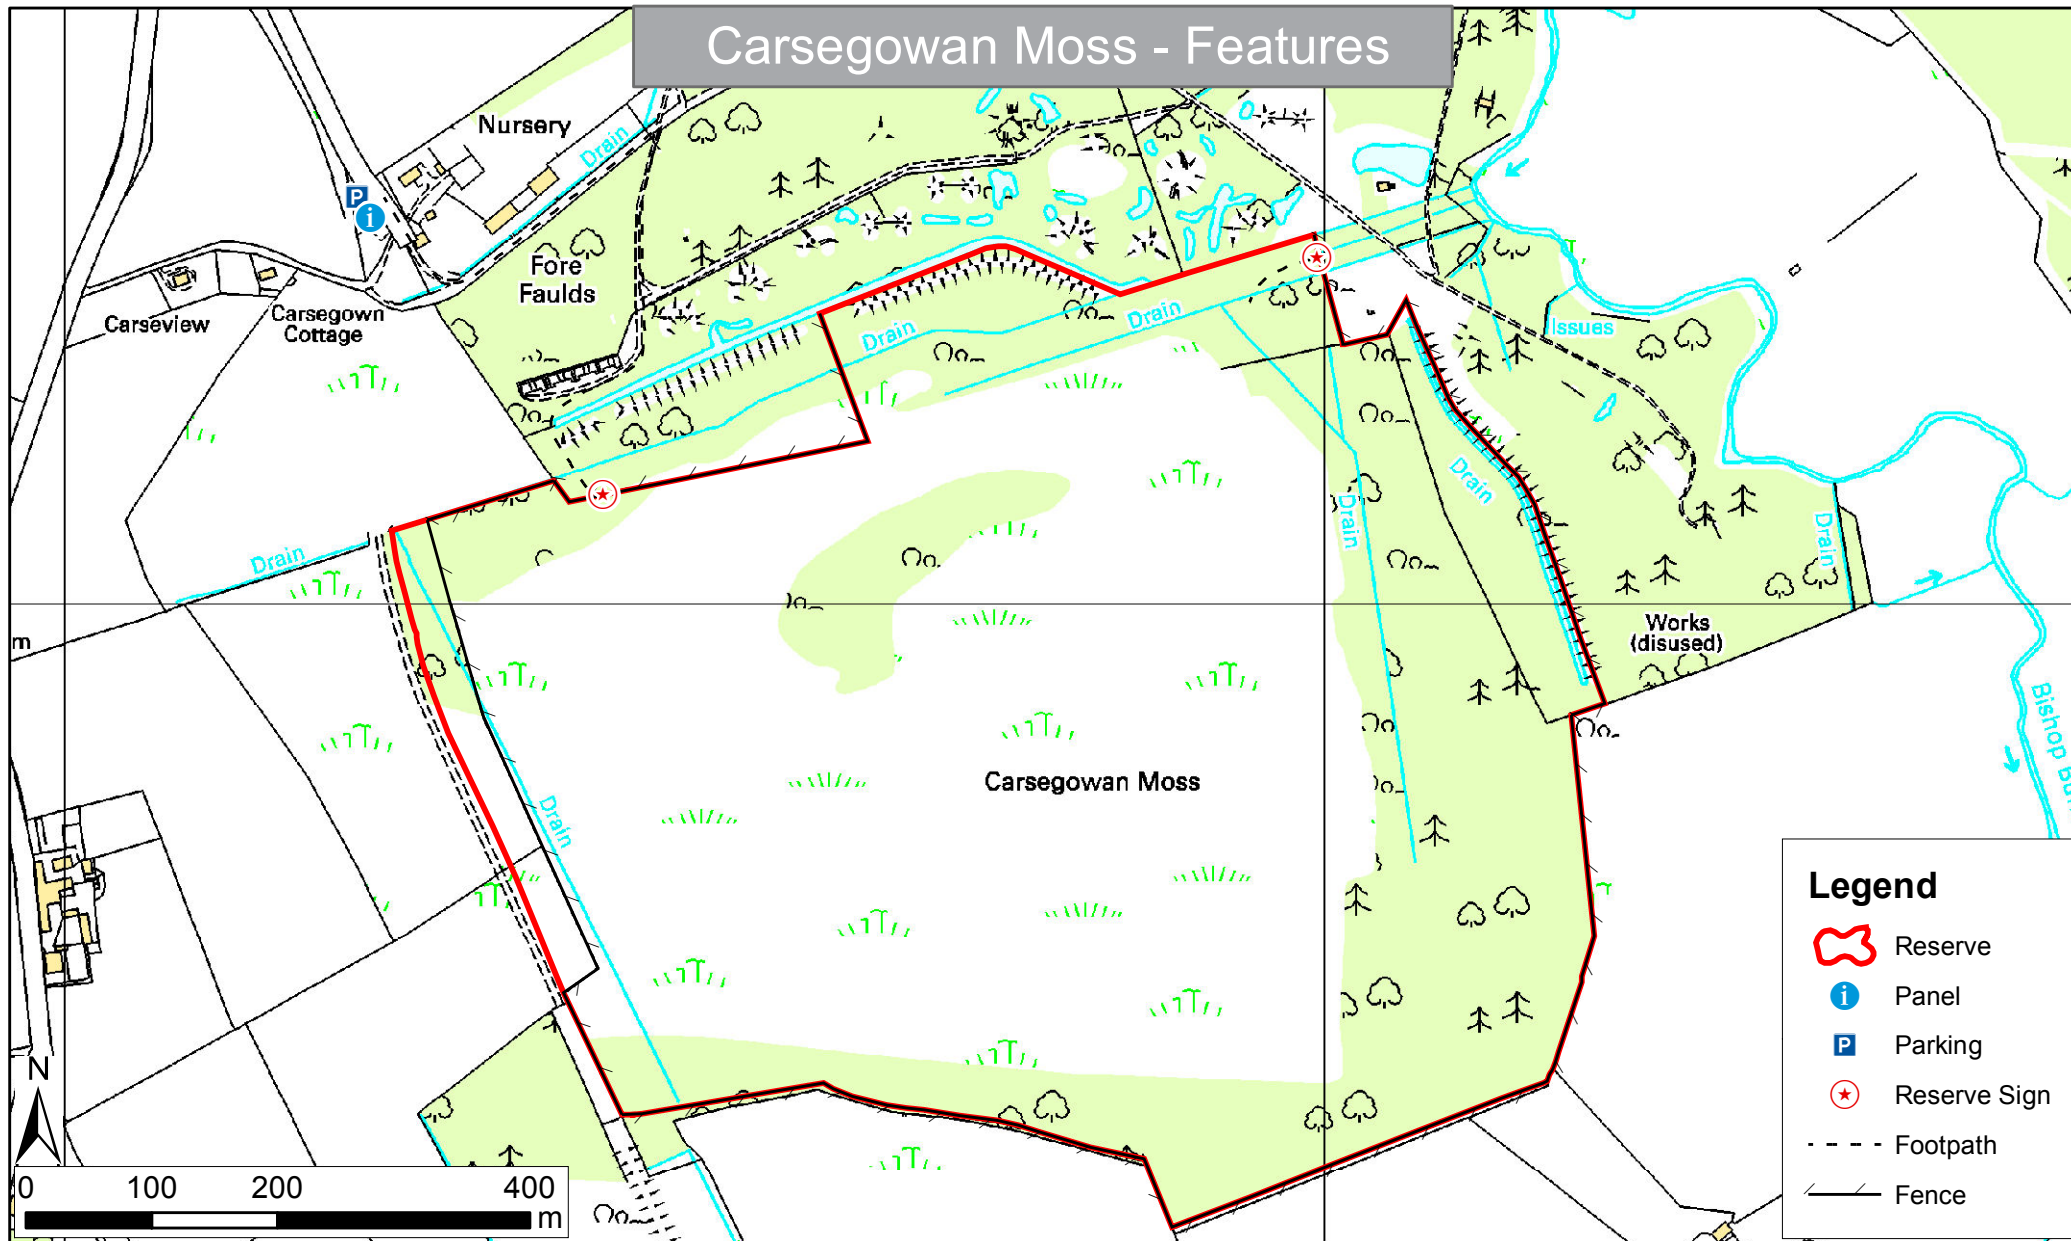 Carsegowan Moss - Features
Nursery
Drain
P
i
Fore
Faulds
Carseview
Carsegown
Cottage
Drain
Drain
Issues
Drain
Drain
Drain
Drain
m
Works
(disused)
Bishop Bur
Carsegowan Moss
Drain
Legend
Reserve
i Panel
P Parking
Reserve Sign
Footpath
Fence
N
0 100 200 400
m